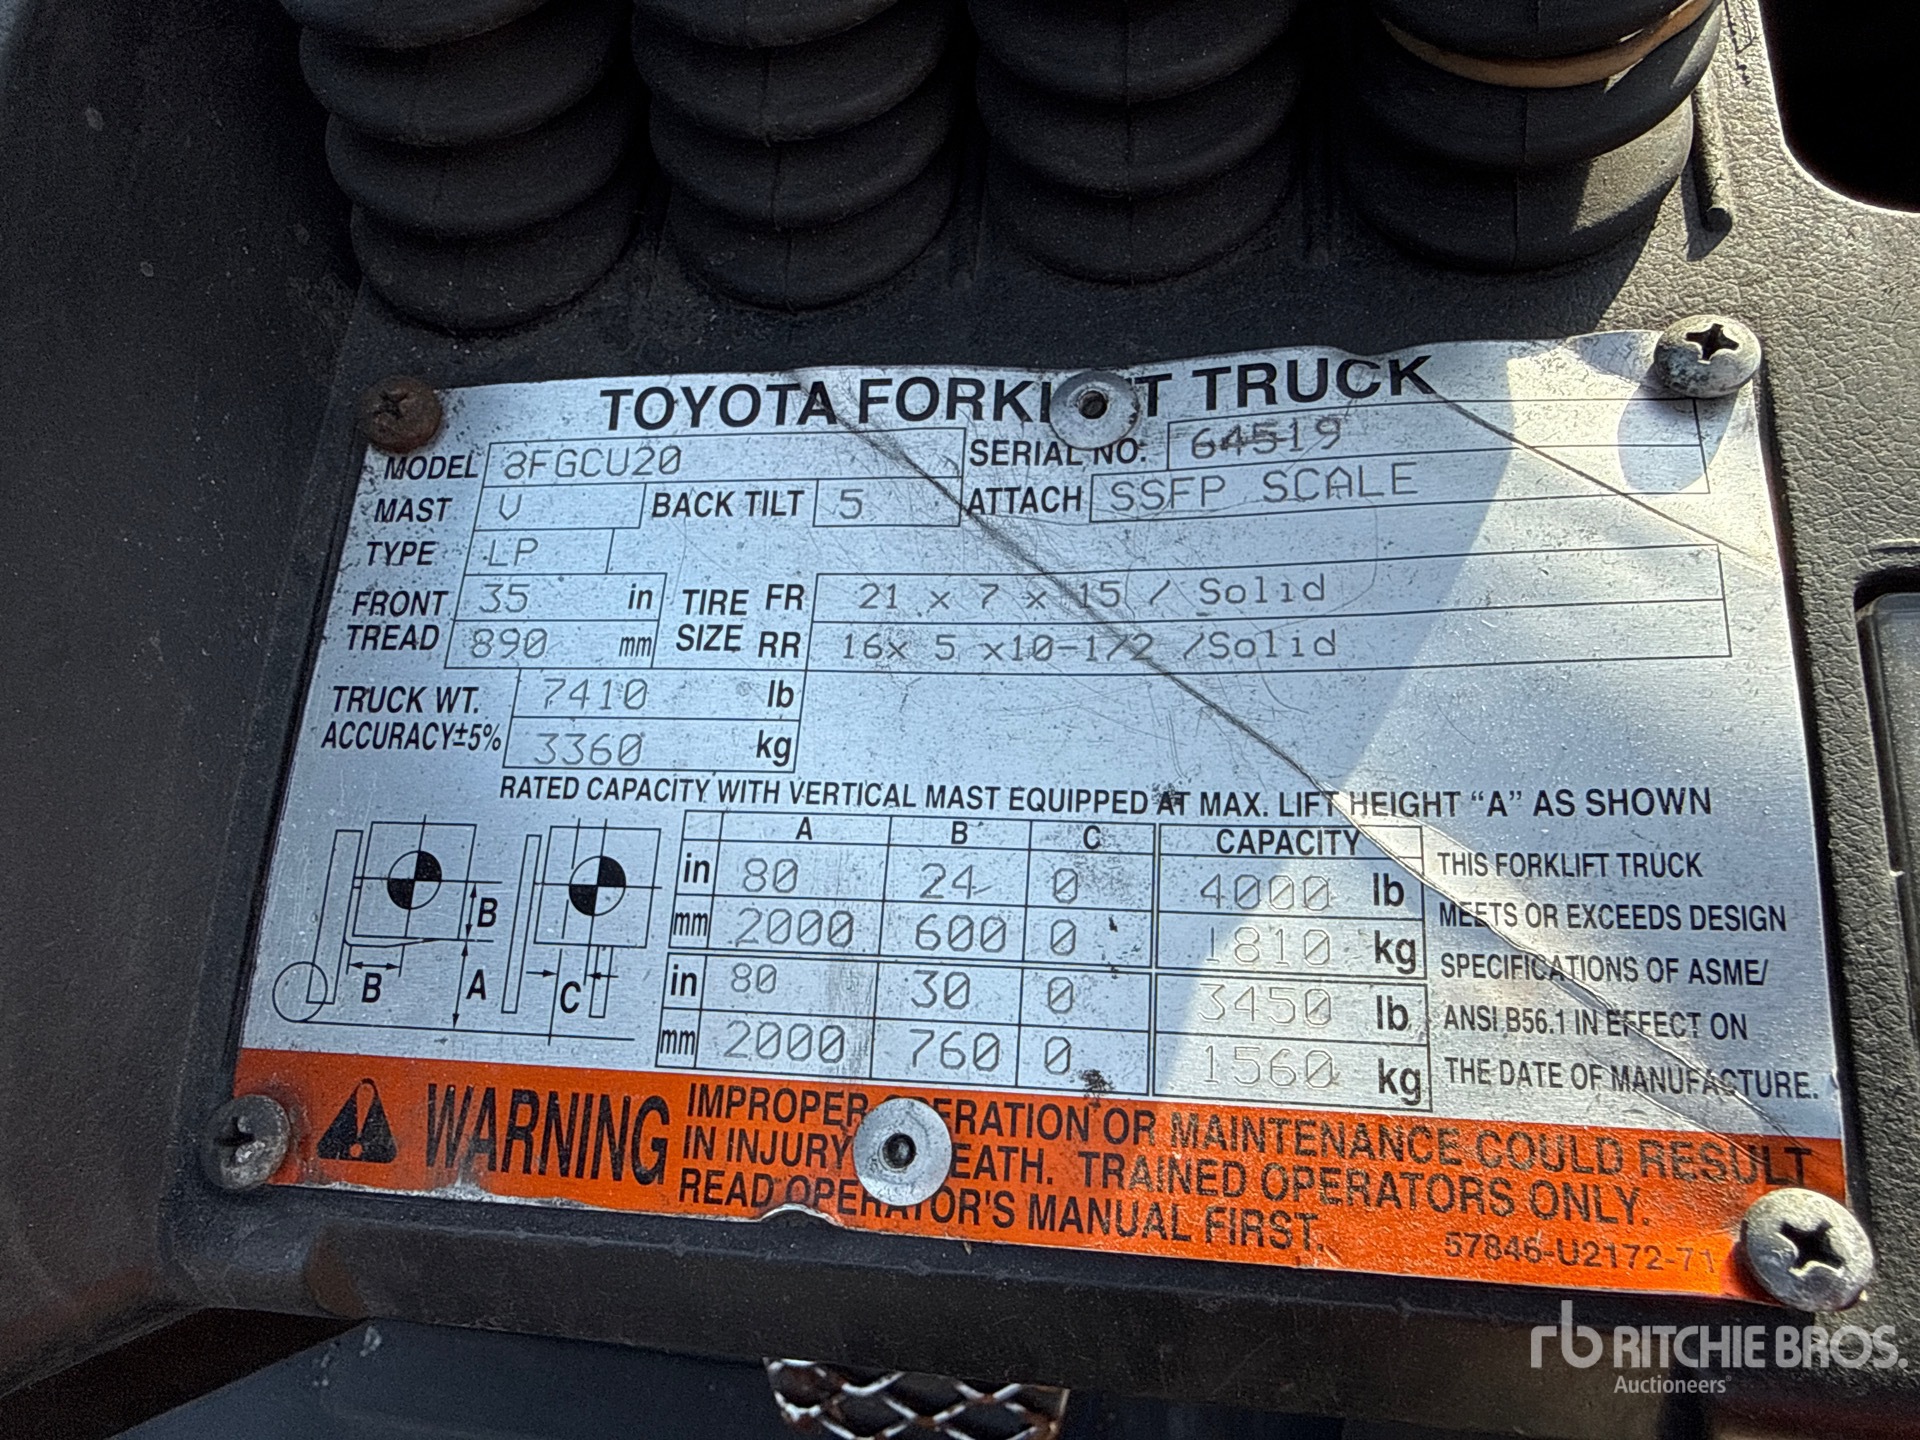 TOYOTA FORKLIFT TRUCK
MODEL 8FGCU20 SERIAL NO. 64519
MAST V BACK TILT 5 ATTACH SSFP SCALE
TYPE LP
FRONT TREAD 35 in TIRE SIZE FR 21 x 7 x 15 / Solid
890 mm RR 16x 5 x10-1/2 /Solid
TRUCK WT. 7410 lb
ACCURACY±5% 3360 kg
RATED CAPACITY WITH VERTICAL MAST EQUIPPED AT MAX. LIFT HEIGHT "A" AS SHOWN
A B C CAPACITY
in 80 24 0 4000 lb
mm 2000 600 0 1810 kg
in 80 30 0 3450 lb
mm 2000 760 0 1560 kg
B
B A C
THIS FORKLIFT TRUCK
MEETS OR EXCEEDS DESIGN
SPECIFICATIONS OF ASME/
ANSI B56.1 IN EFFECT ON
THE DATE OF MANUFACTURE.
WARNING
IMPROPER OPERATION OR MAINTENANCE COULD RESULT
IN INJURY OR DEATH. TRAINED OPERATORS ONLY.
READ OPERATOR'S MANUAL FIRST.
57846-U2172-71
rb RITCHIE BROS.
Auctioneers